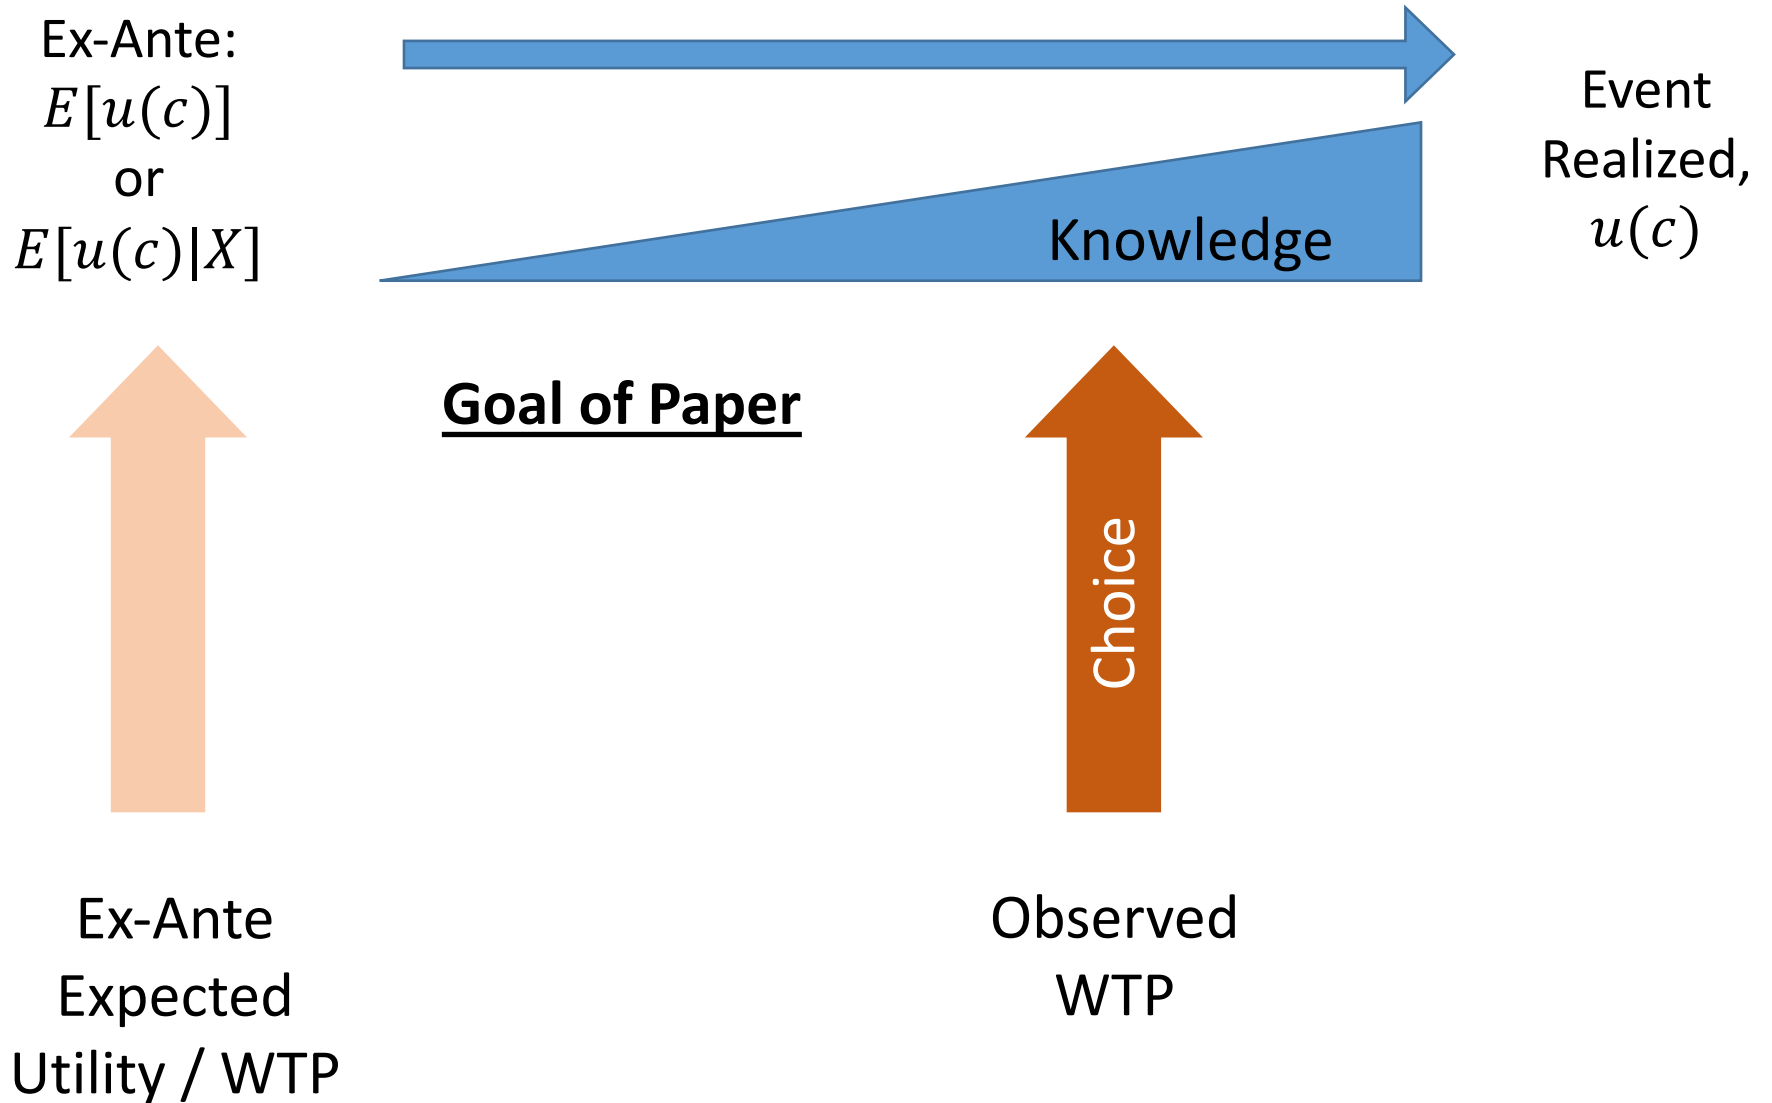 Ex-Ante:
E[u(c)]
or
E[u(c)|X]
Event
Realized,
u(c)
Knowledge
Goal of Paper
Choice
Ex-Ante
Expected
Utility / WTP
Observed
WTP